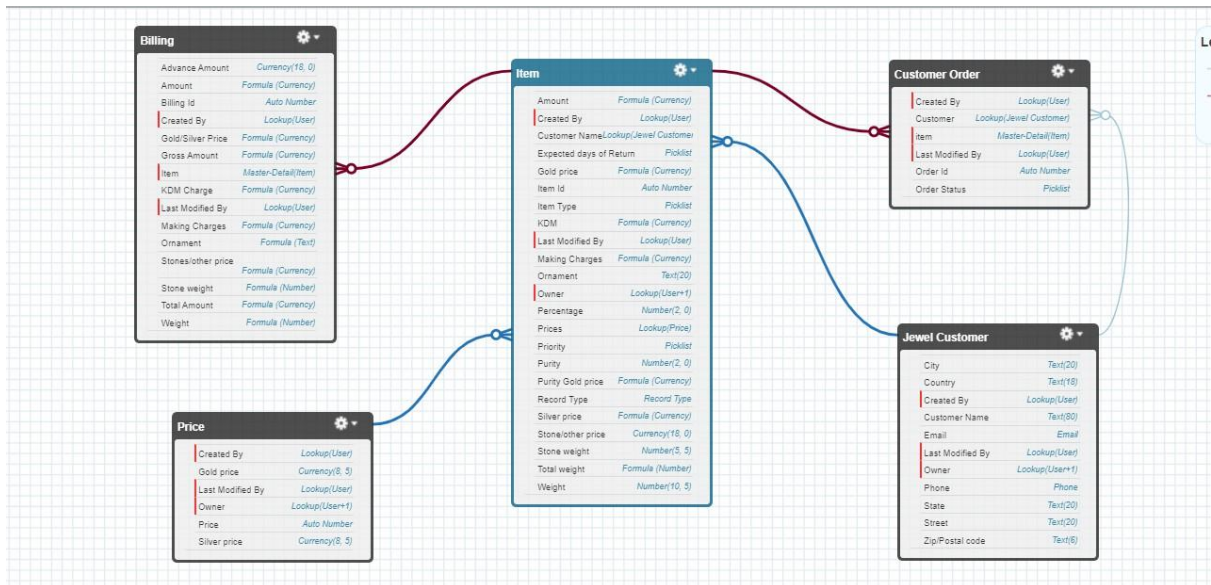 Billing
Advance Amount Currency(18, 0)
Amount Formula (Currency)
Billing Id Auto Number
Created By Lookup(User)
Gold/Silver Price Formula (Currency)
Gross Amount Formula (Currency)
Item Master-Detail(Item)
KDM Charge Formula (Currency)
Last Modified By Lookup(User)
Making Charges Formula (Currency)
Ornament Formula (Text)
Stones/other price
Formula (Currency)
Stone weight Formula (Number)
Total Amount Formula (Currency)
Weight Formula (Number)
Price
Created By Lookup(User)
Gold price Currency(8, 5)
Last Modified By Lookup(User)
Owner Lookup(User+1)
Price Auto Number
Silver price Currency(8, 5)
Item
Amount Formula (Currency)
Created By Lookup(User)
Customer Name Lookup(Jewel Customer
Expected days of Return Picklist
Gold price Formula (Currency)
Item Id Auto Number
Item Type Picklist
KDM Formula (Currency)
Last Modified By Lookup(User)
Making Charges Formula (Currency)
Ornament Text(20)
Owner Lookup(User+1)
Percentage Number(2, 0)
Prices Lookup(Price)
Priority Picklist
Purity Number(2, 0)
Purity Gold price Formula (Currency)
Record Type Record Type
Silver price Formula (Currency)
Stone/other price Currency(18, 0)
Stone weight Number(5, 5)
Total weight Formula (Number)
Weight Number(10, 5)
Customer Order
Created By Lookup(User)
Customer Lookup(Jewel Customer)
item Master-Detail(Item)
Last Modified By Lookup(User)
Order Id Auto Number
Order Status Picklist
Jewel Customer
City Text(20)
Country Text(18)
Created By Lookup(User)
Customer Name Text(80)
Email Email
Last Modified By Lookup(User)
Owner Lookup(User+1)
Phone Phone
State Text(20)
Street Text(20)
Zip/Postal code Text(6)